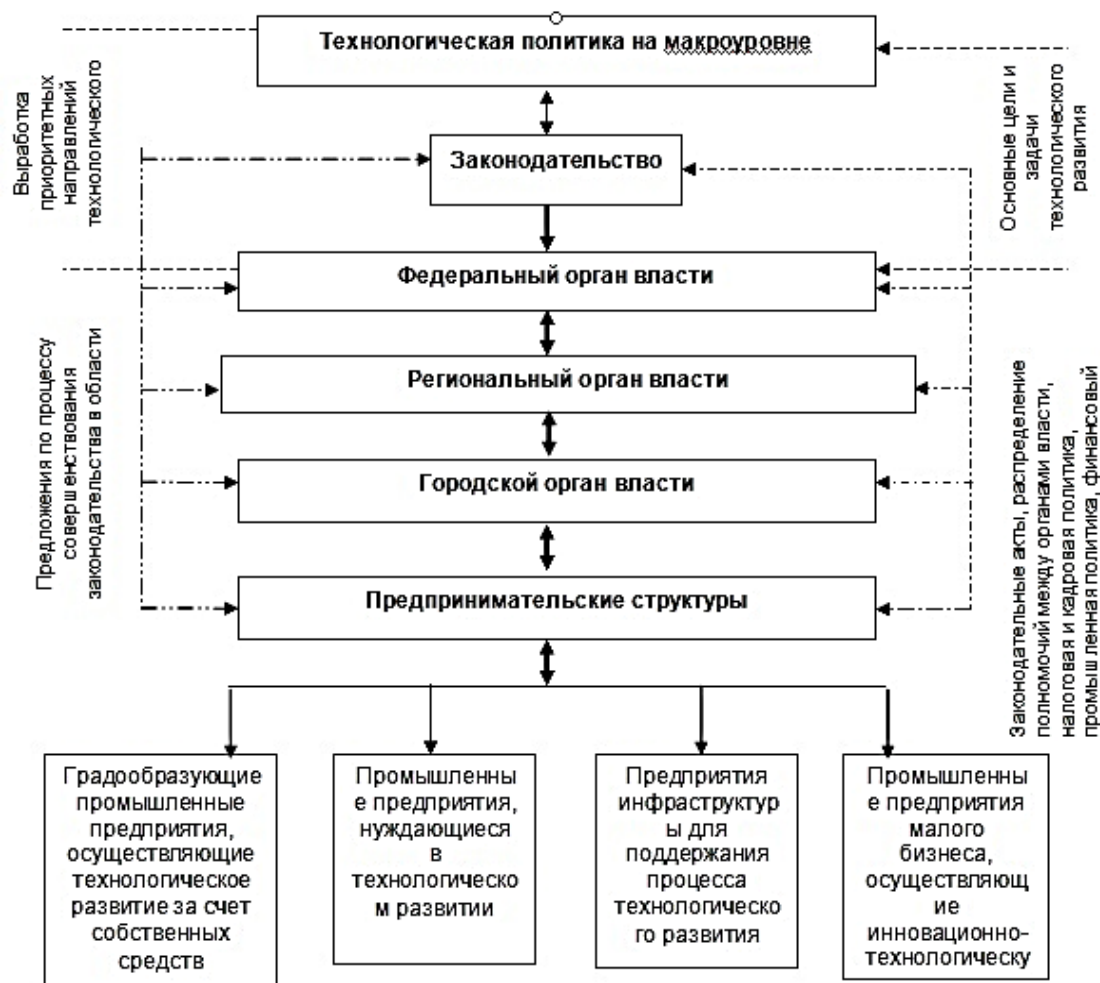 Технологическая политика на макроуровне
Выработка
приоритетных
направлений
технологического
Основные цели и
задачи
технологического
развития
Законодательство
Федеральный орган власти
Региональный орган власти
Городской орган власти
Предпринимательские структуры
Предложения по процессу
совершенствования
законодательства в области
Законодательные акты, распределение
полномочий между органами власти,
налоговая и кадровая политика,
промышленная политика, финансовый
Градообразующие
промышленные
предприятия,
осуществляющие
технологическое
развитие за счет
собственных
средств
Промышленны
е предприятия,
нуждающиеся
в
технологическо
м развитии
Предприятия
инфраструктур
ы для
поддержания
процесса
технологическо
го развития
Промышленны
е предприятия
малого
бизнеса,
осуществляющ
ие
инновационно-
технологическу